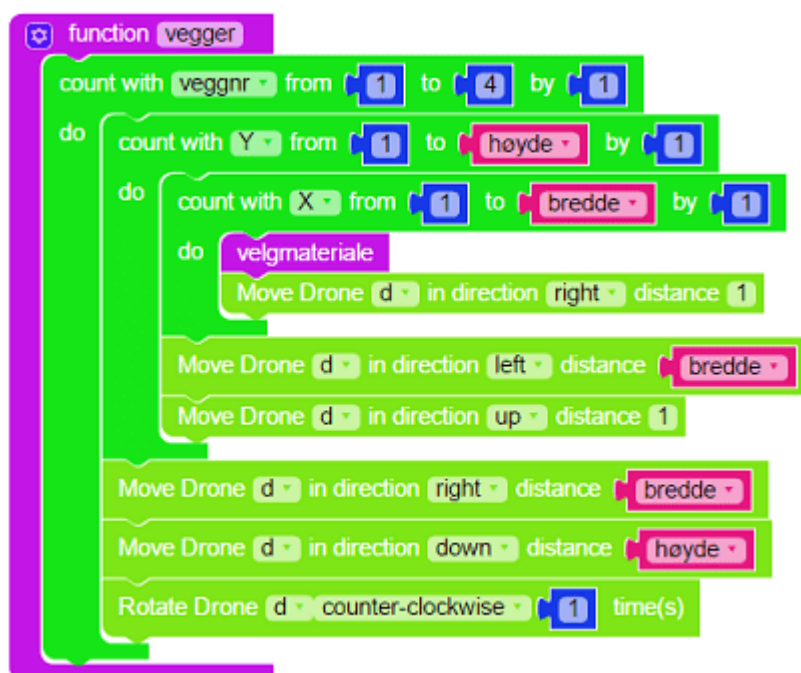 function vegger
count with veggnr from 1 to 4 by 1
do count with Y from 1 to høyde by 1
do count with X from 1 to bredde by 1
do velgmateriale
Move Drone d in direction right distance 1
Move Drone d in direction left distance bredde
Move Drone d in direction up distance 1
Move Drone d in direction right distance bredde
Move Drone d in direction down distance høyde
Rotate Drone d counter-clockwise 1 time(s)